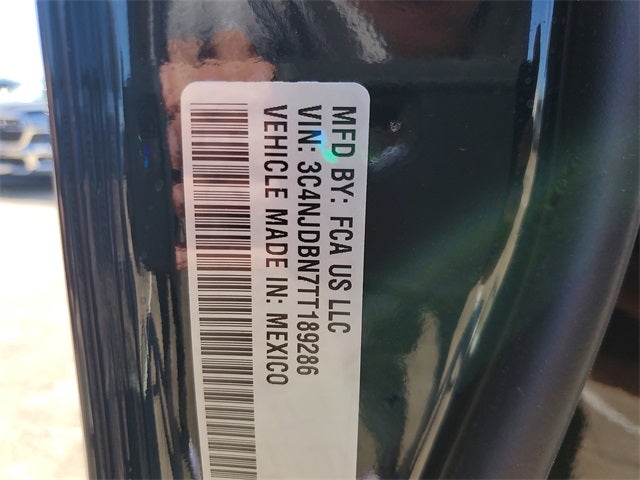 MFD BY: FCA US LLC
VIN: 3C4NJDBN7TT189286
VEHICLE MADE IN: MEXICO